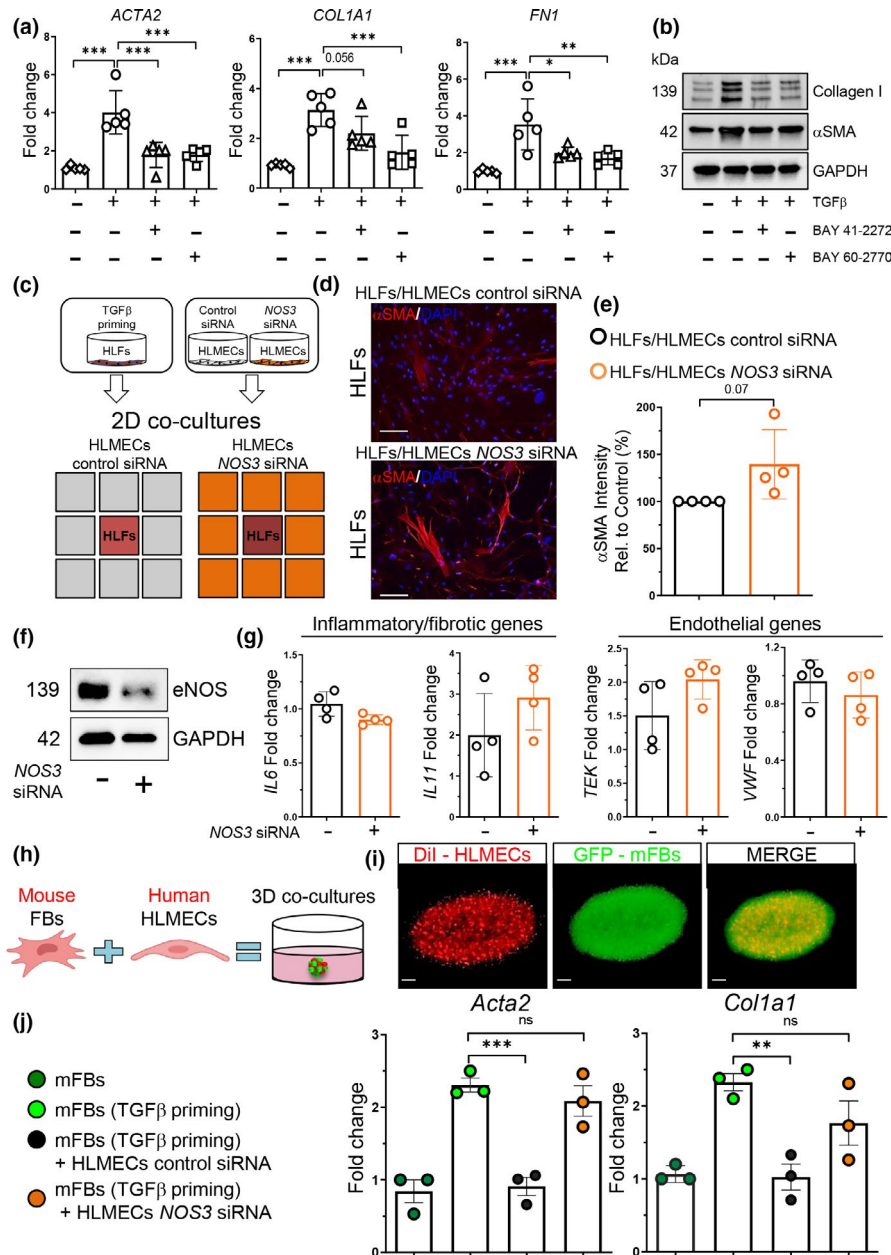 (a)
ACTA2
COL1A1
FN1
*** *** ***
*** 0.056 ***
*** * **
Fold change
8
6
4
2
0
Fold change
6
4
2
0
Fold change
8
6
4
2
0
– + + + TGFβ
– – + – BAY 41-2272
– – – + BAY 60-2770
(b)
kDa
139 Collagen I
42 αSMA
37 GAPDH
– + + + TGFβ
– – + – BAY 41-2272
– – – + BAY 60-2770
(c)
TGFβ
priming
HLFs
Control
siRNA
HLMECs
NOS3
siRNA
HLMECs
2D co-cultures
HLMECs
control siRNA
HLMECs
NOS3 siRNA
HLFs
HLFs
(d)
HLFs/HLMECs control siRNA
αSMA/DAPI
HLFs
HLFs/HLMECs NOS3 siRNA
αSMA/DAPI
HLFs
(e)
HLFs/HLMECs control siRNA
HLFs/HLMECs NOS3 siRNA
0.07
αSMA Intensity
Rel. to Control (%)
200
150
100
50
0
(f)
139 eNOS
42 GAPDH
NOS3
siRNA
- +
(g)
Inflammatory/fibrotic genes
Endothelial genes
IL6 Fold change
1.5
1.0
0.5
0.0
IL11 Fold change
4
3
2
1
0
TEK Fold change
2.5
2.0
1.5
1.0
0.5
0.0
VWF Fold change
1.2
0.8
0.4
0.0
NOS3 siRNA - + - + - + - +
(h)
Mouse
FBs
Human
HLMECs
3D co-cultures
(i)
DiI - HLMECs
GFP - mFBs
MERGE
(j)
mFBs
mFBs (TGFβ priming)
mFBs (TGFβ priming)
+ HLMECs control siRNA
mFBs (TGFβ priming)
+ HLMECs NOS3 siRNA
Acta2
ns
***
Fold change
3
2
1
0
Col1a1
ns
**
Fold change
3
2
1
0